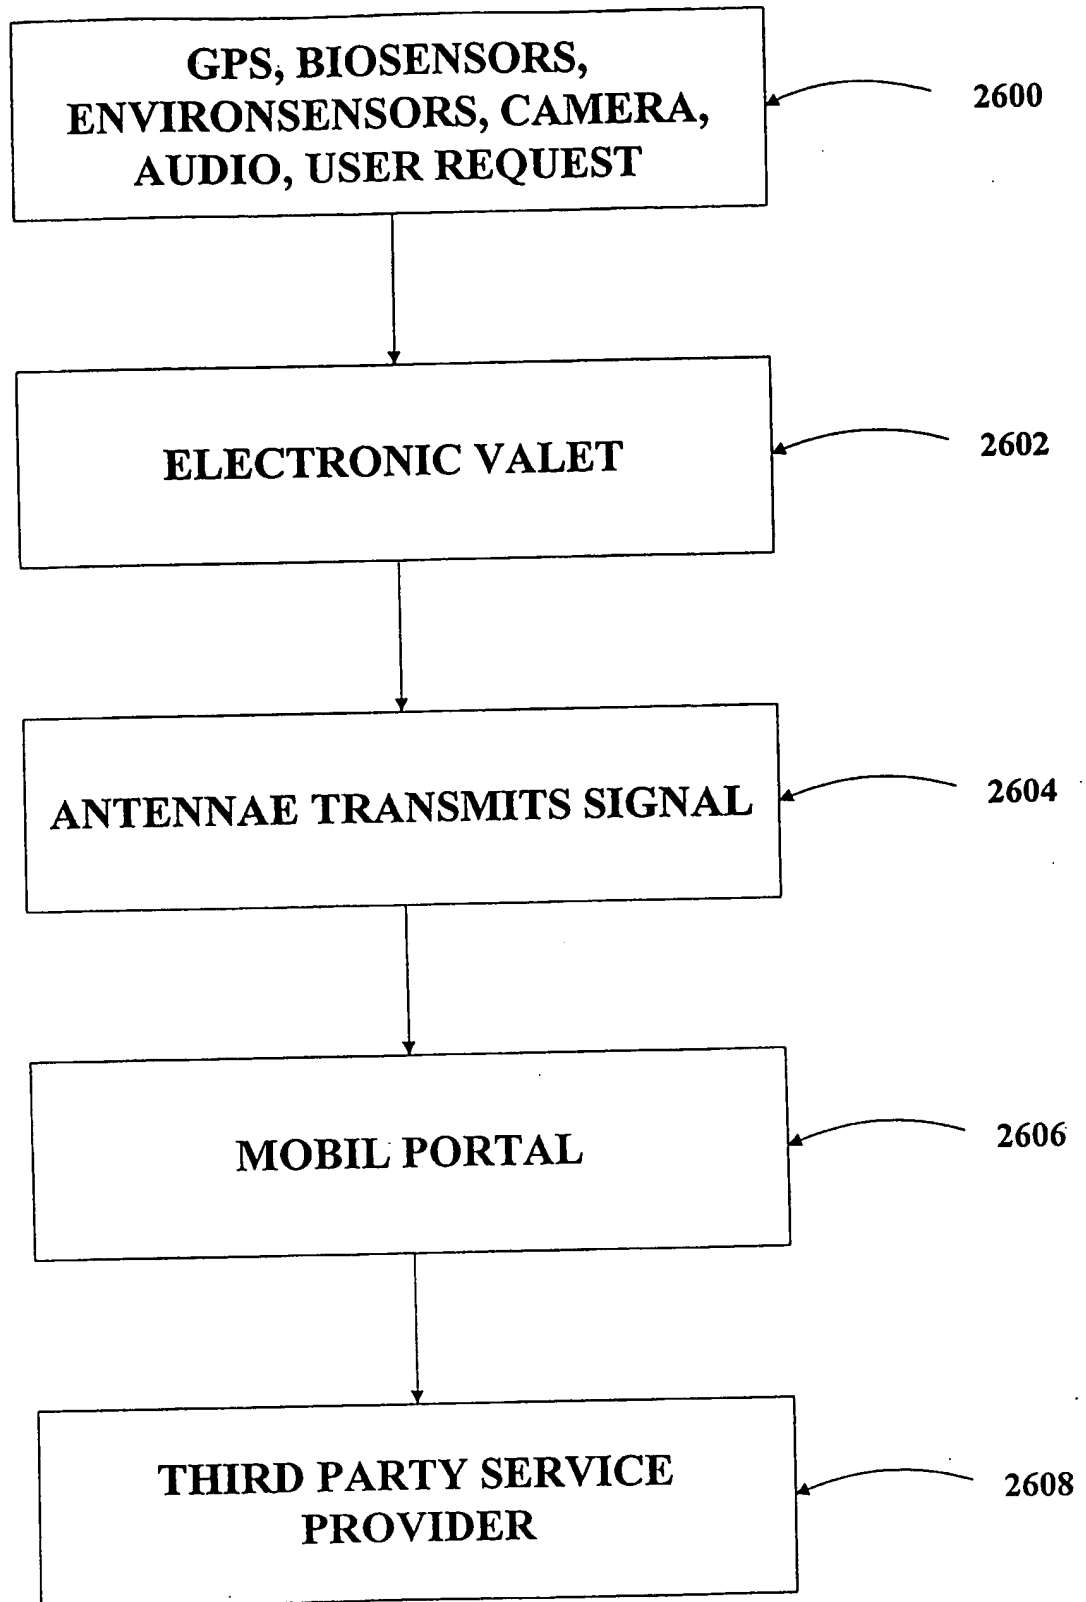 GPS, BIOSENSORS,
ENVIRONSENSORS, CAMERA,
AUDIO, USER REQUEST
2600
ELECTRONIC VALET
2602
ANTENNAE TRANSMITS SIGNAL
2604
MOBIL PORTAL
2606
THIRD PARTY SERVICE
PROVIDER
2608